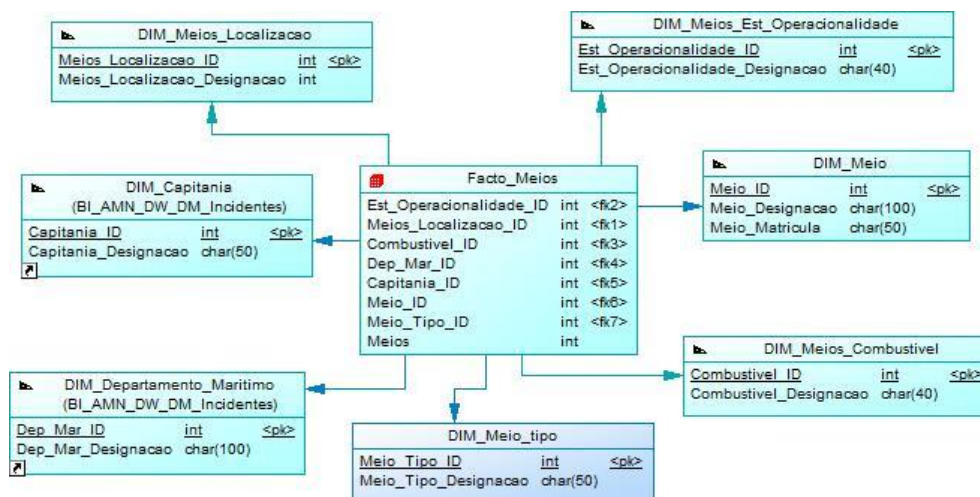 DIM_Meios_Localizacao
Meios_Localizacao_ID int <pk>
Meios_Localizacao_Designacao int
DIM_Meios_Est_Operacionalidade
Est_Operacionalidade_ID int <pk>
Est_Operacionalidade_Designacao char(40)
DIM_Capitania
(BI_AMN_DW_DM_Incidentes)
Capitania_ID int <pk>
Capitania_Designacao char(50)
Facto_Meios
Est_Operacionalidade_ID int <fk2>
Meios_Localizacao_ID int <fk1>
Combustivel_ID int <fk3>
Dep_Mar_ID int <fk4>
Capitania_ID int <fk5>
Meio_ID int <fk6>
Meio_Tipo_ID int <fk7>
Meios int
DIM_Meio
Meio_ID int <pk>
Meio_Designacao char(100)
Meio_Matricula char(50)
DIM_Departamento_Maritimo
(BI_AMN_DW_DM_Incidentes)
Dep_Mar_ID int <pk>
Dep_Mar_Designacao char(100)
DIM_Meio_tipo
Meio_Tipo_ID int <pk>
Meio_Tipo_Designacao char(50)
DIM_Meios_Combustivel
Combustivel_ID int <pk>
Combustivel_Designacao char(40)